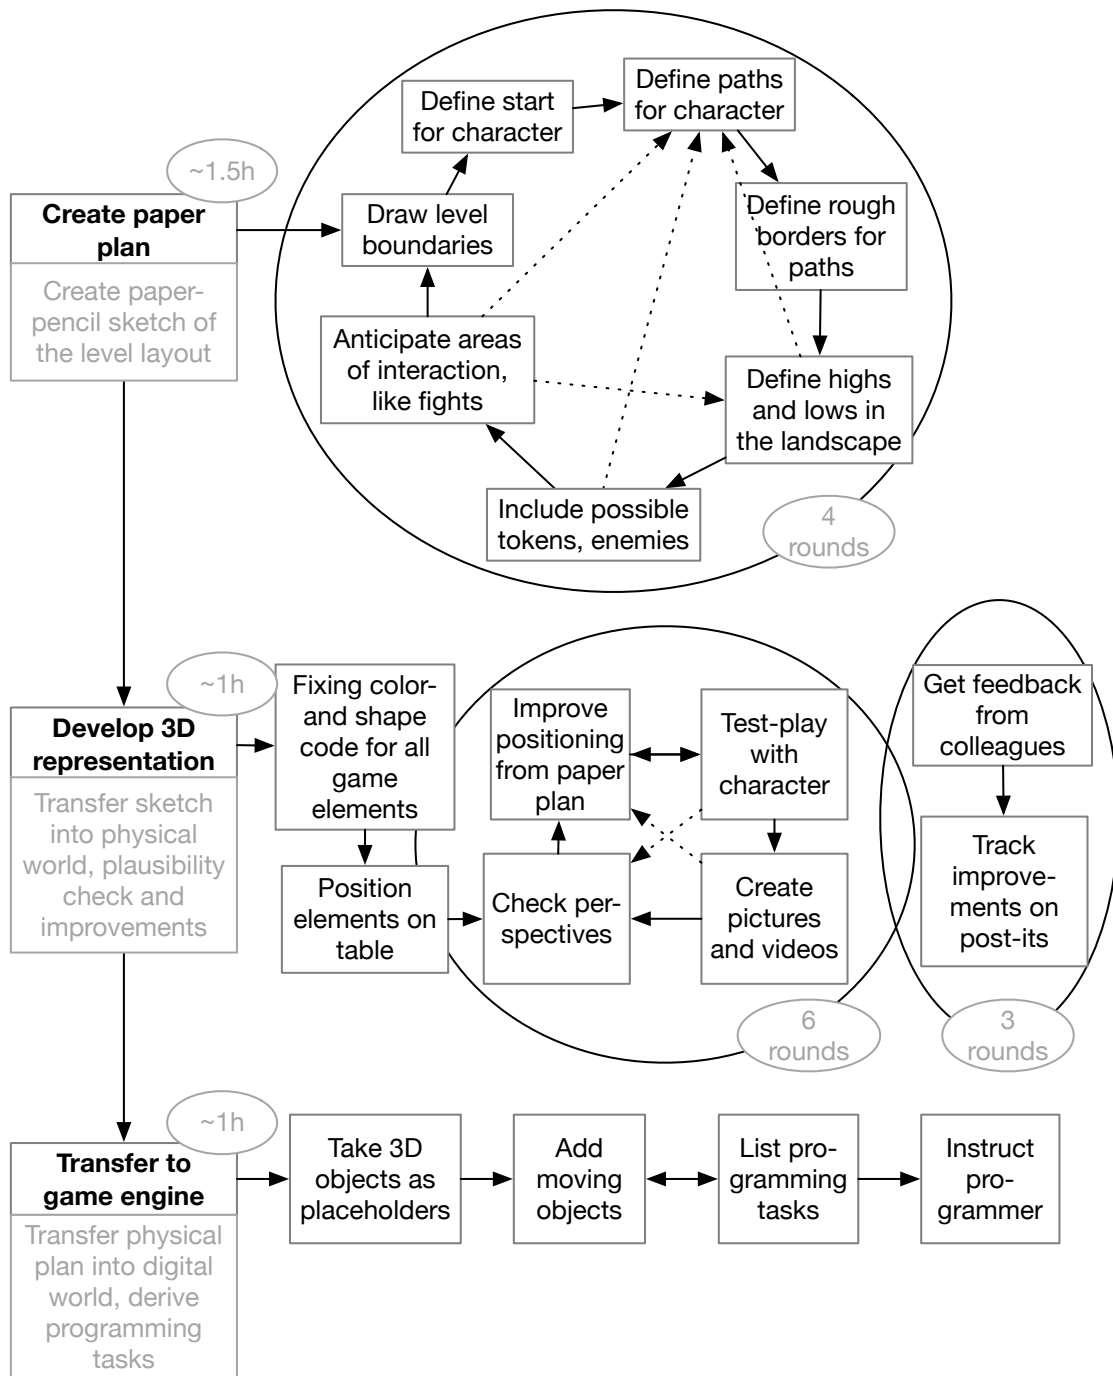 ~1.5h
Create paper
plan
Create paper-
pencil sketch of
the level layout
Define start
for character
Define paths
for character
Draw level
boundaries
Define rough
borders for
paths
Anticipate areas
of interaction,
like fights
Define highs
and lows in
the landscape
Include possible
tokens, enemies
4
rounds
~1h
Develop 3D
representation
Transfer sketch
into physical
world, plausibility
check and
improvements
Fixing color-
and shape
code for all
game
elements
Position
elements on
table
Improve
positioning
from paper
plan
Test-play
with
character
Check per-
spectives
Create
pictures
and videos
6
rounds
Get feedback
from
colleagues
Track
improve-
ments on
post-its
3
rounds
~1h
Transfer to
game engine
Transfer physical
plan into digital
world, derive
programming
tasks
Take 3D
objects as
placeholders
Add
moving
objects
List pro-
gramming
tasks
Instruct
pro-
grammer